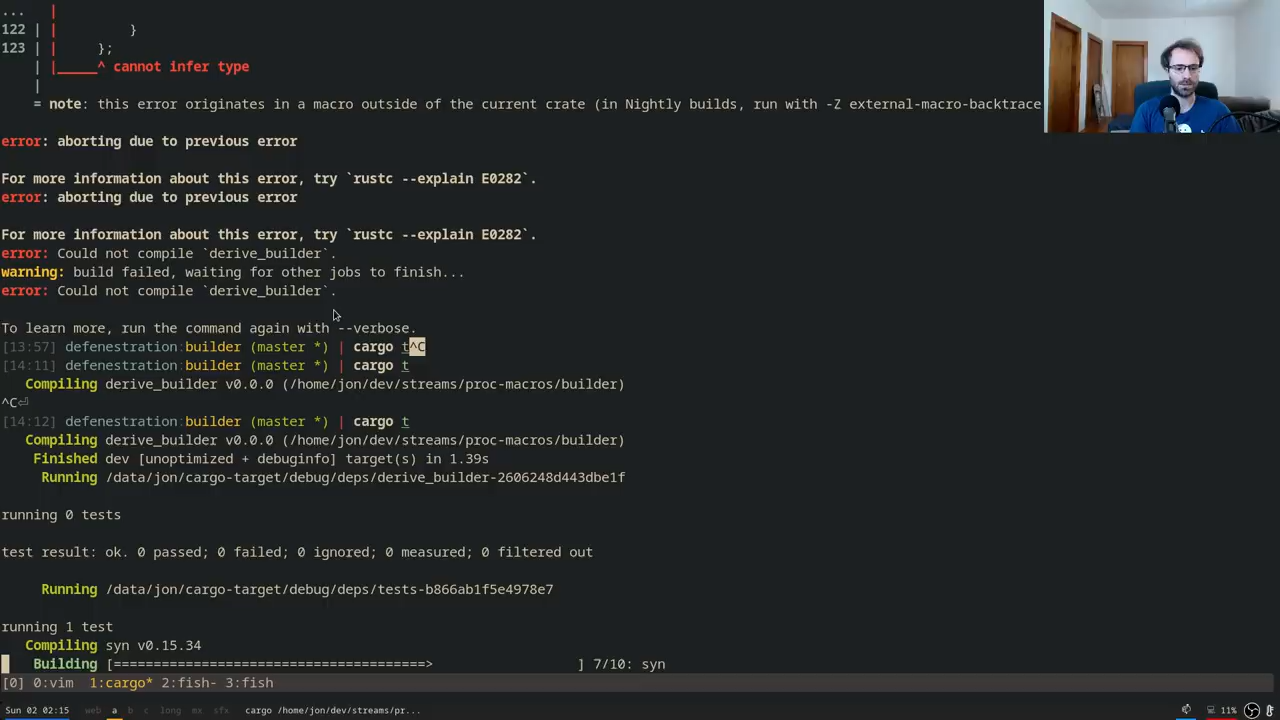 ...  |
122 | |         }
123 | |     };
    | |_____^ cannot infer type
    |
    = note: this error originates in a macro outside of the current crate (in Nightly builds, run with -Z external-macro-backtrace
error: aborting due to previous error
For more information about this error, try `rustc --explain E0282`.
error: aborting due to previous error
For more information about this error, try `rustc --explain E0282`.
error: Could not compile `derive_builder`.
warning: build failed, waiting for other jobs to finish...
error: Could not compile `derive_builder`.
To learn more, run the command again with --verbose.
[13:57] defenestration:builder (master *) | cargo t^C
[14:11] defenestration:builder (master *) | cargo t
   Compiling derive_builder v0.0.0 (/home/jon/dev/streams/proc-macros/builder)
^C⏎
[14:12] defenestration:builder (master *) | cargo t
   Compiling derive_builder v0.0.0 (/home/jon/dev/streams/proc-macros/builder)
    Finished dev [unoptimized + debuginfo] target(s) in 1.39s
     Running /data/jon/cargo-target/debug/deps/derive_builder-2606248d443dbe1f
running 0 tests
test result: ok. 0 passed; 0 failed; 0 ignored; 0 measured; 0 filtered out
     Running /data/jon/cargo-target/debug/deps/tests-b866ab1f5e4978e7
running 1 test
   Compiling syn v0.15.34
    Building [=======================================>                  ] 7/10: syn
[0] 0:vim  1:cargo* 2:fish- 3:fish
Sun 02 02:15 web a b c long mx sfx cargo /home/jon/dev/streams/pr... 11%